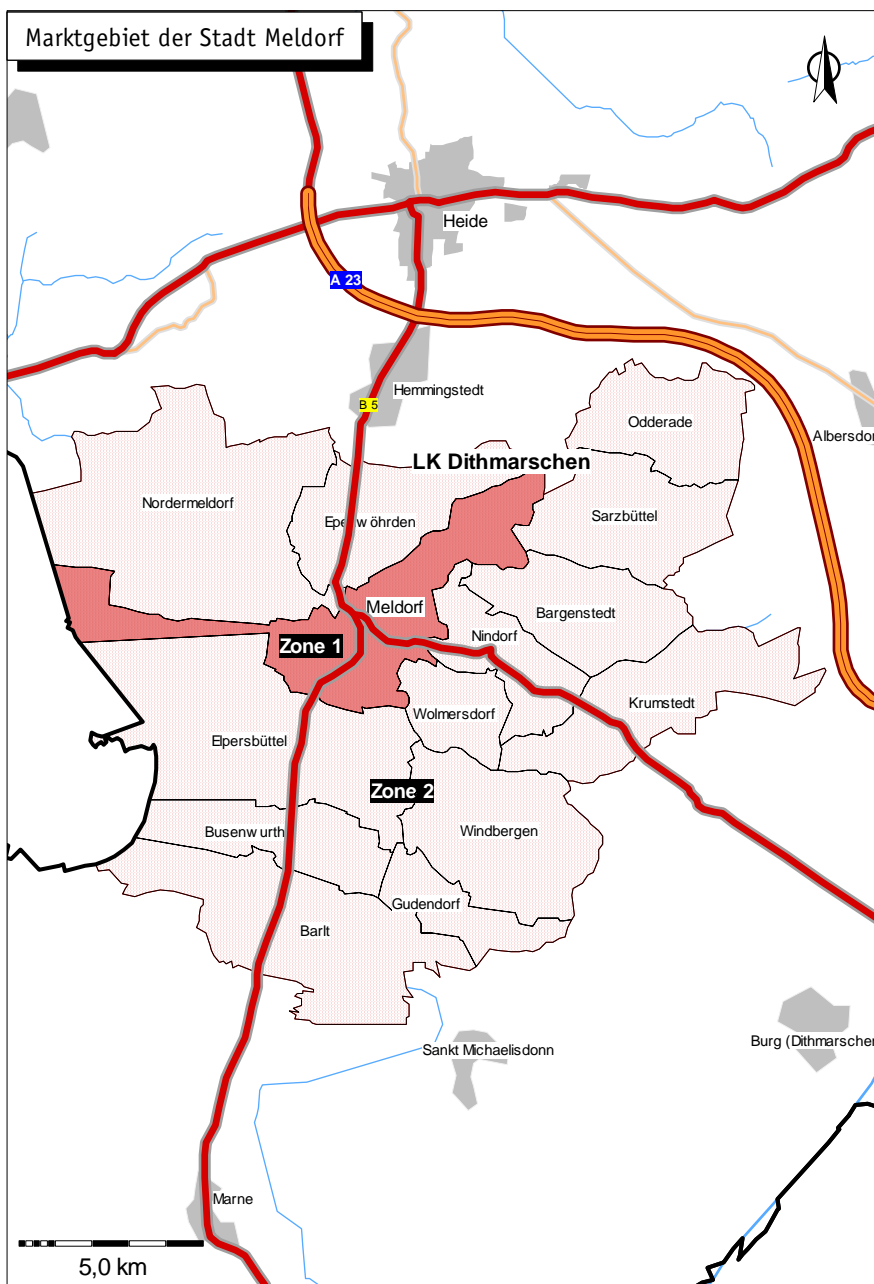 Marktgebiet der Stadt Meldorf
Heide
A 23
Hemmingstedt
B 5
Odderade
Albersdor
LK Dithmarschen
Nordermeldorf
Epenwöhrden
Sarzbüttel
Meldorf
Bargenstedt
Nindorf
Zone 1
Krumstedt
Wolmersdorf
Elpersbüttel
Zone 2
Busenwurth
Windbergen
Gudendorf
Barlt
Sankt Michaelisdonn
Burg (Dithmarschen
Marne
5,0 km